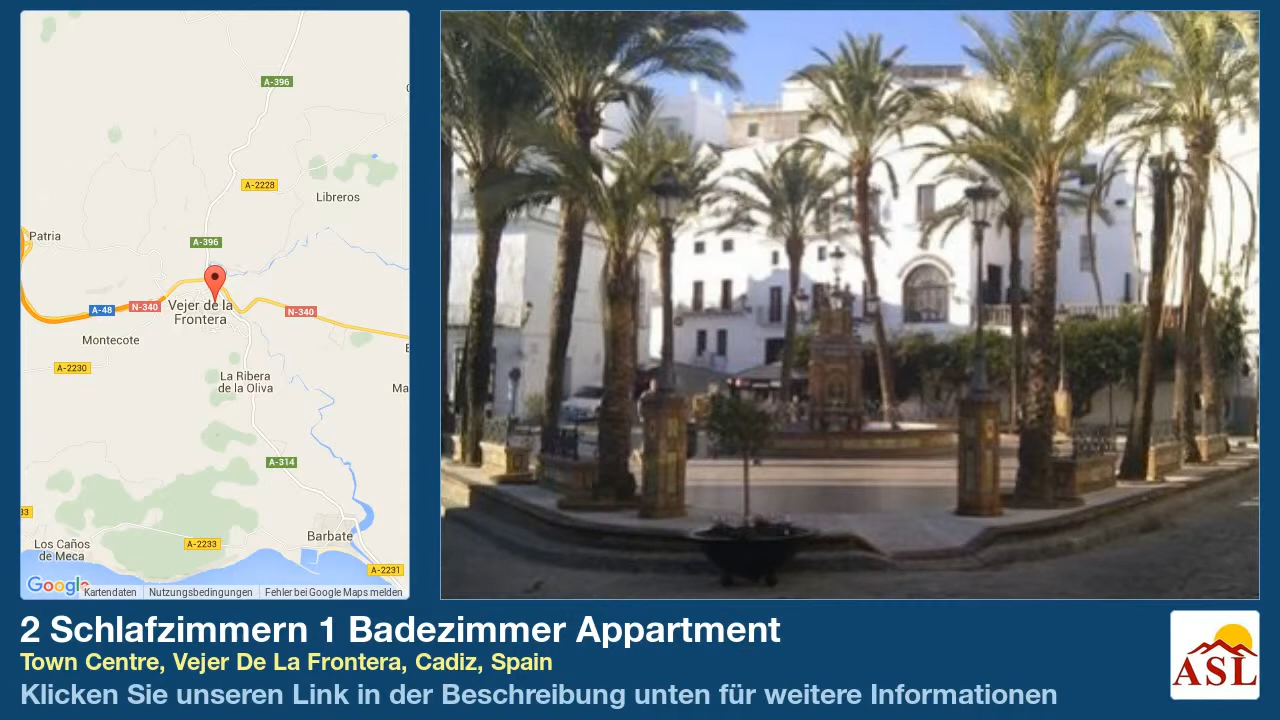 A-396
A-2228
Libreros
Patria
A-396
A-48
N-340
Vejer de la
Frontera
N-340
Montecote
A-2230
La Ribera
de la Oliva
Ma
A-314
33
Los Caños
de Meca
A-2233
Barbate
A-2231
Google
Kartendaten
Nutzungsbedingungen
Fehler bei Google Maps melden
2 Schlafzimmern 1 Badezimmer Appartment
Town Centre, Vejer De La Frontera, Cadiz, Spain
Klicken Sie unseren Link in der Beschreibung unten für weitere Informationen
ASL